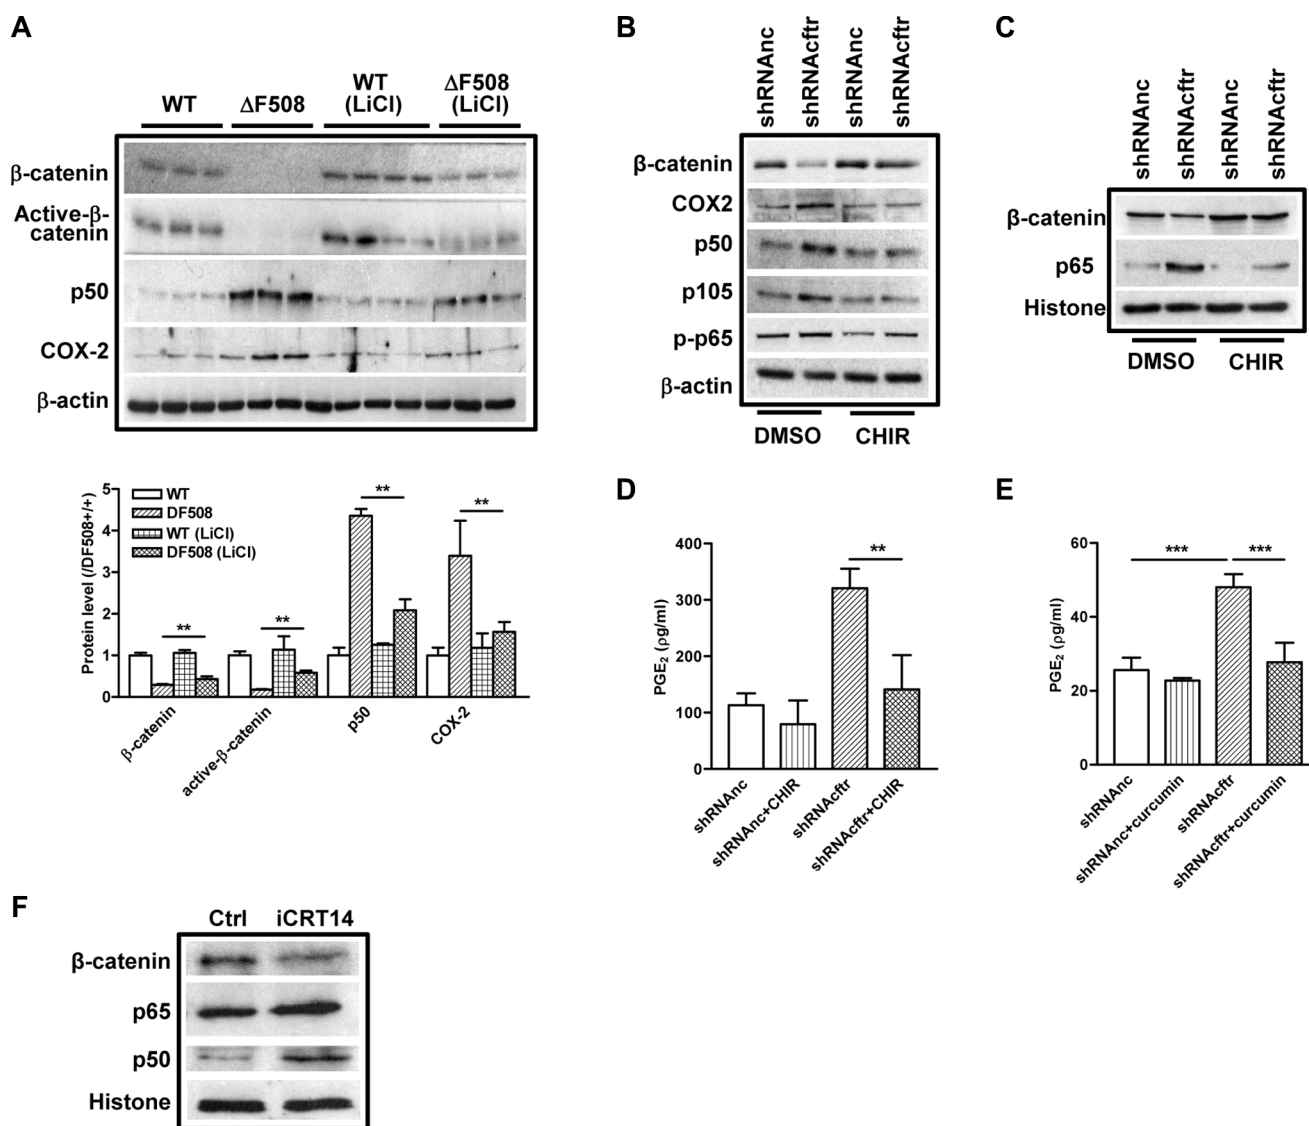 A
WT
ΔF508
WT
(LiCl)
ΔF508
(LiCl)
β-catenin
Active-β-
catenin
p50
COX-2
β-actin
Protein level (/DF508+/+)
5
4
3
2
1
0
WT
DF508
WT (LiCl)
DF508 (LiCl)
**
**
**
**
β-catenin
active-β-catenin
p50
COX-2
B
shRNAnc
shRNAcftr
shRNAnc
shRNAcftr
β-catenin
COX2
p50
p105
p-p65
β-actin
DMSO
CHIR
C
shRNAnc
shRNAcftr
shRNAnc
shRNAcftr
β-catenin
p65
Histone
DMSO
CHIR
D
PGE₂ (ρg/ml)
400
300
200
100
0
**
shRNAnc
shRNAnc+CHIR
shRNAcftr
shRNAcftr+CHIR
E
PGE₂ (ρg/ml)
60
40
20
0
***
***
shRNAnc
shRNAnc+curcumin
shRNAcftr
shRNAcftr+curcumin
F
Ctrl
iCRT14
β-catenin
p65
p50
Histone